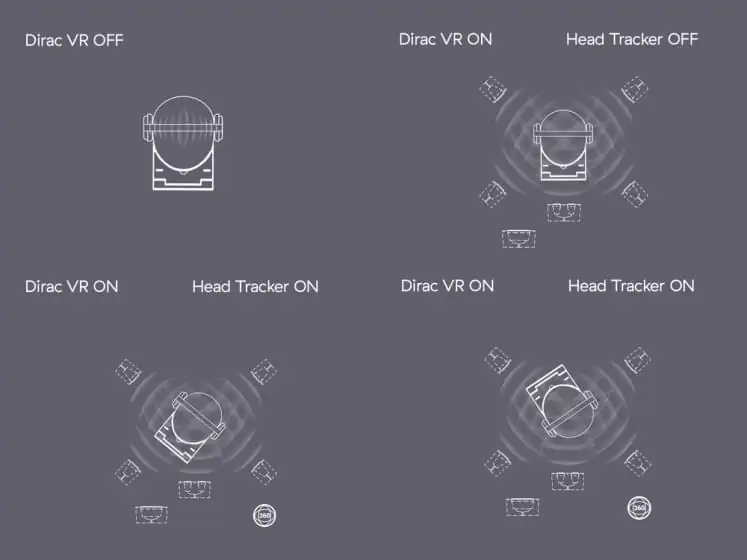 Dirac VR OFF
Dirac VR ON Head Tracker OFF
Dirac VR ON Head Tracker ON
Dirac VR ON Head Tracker ON
360
360